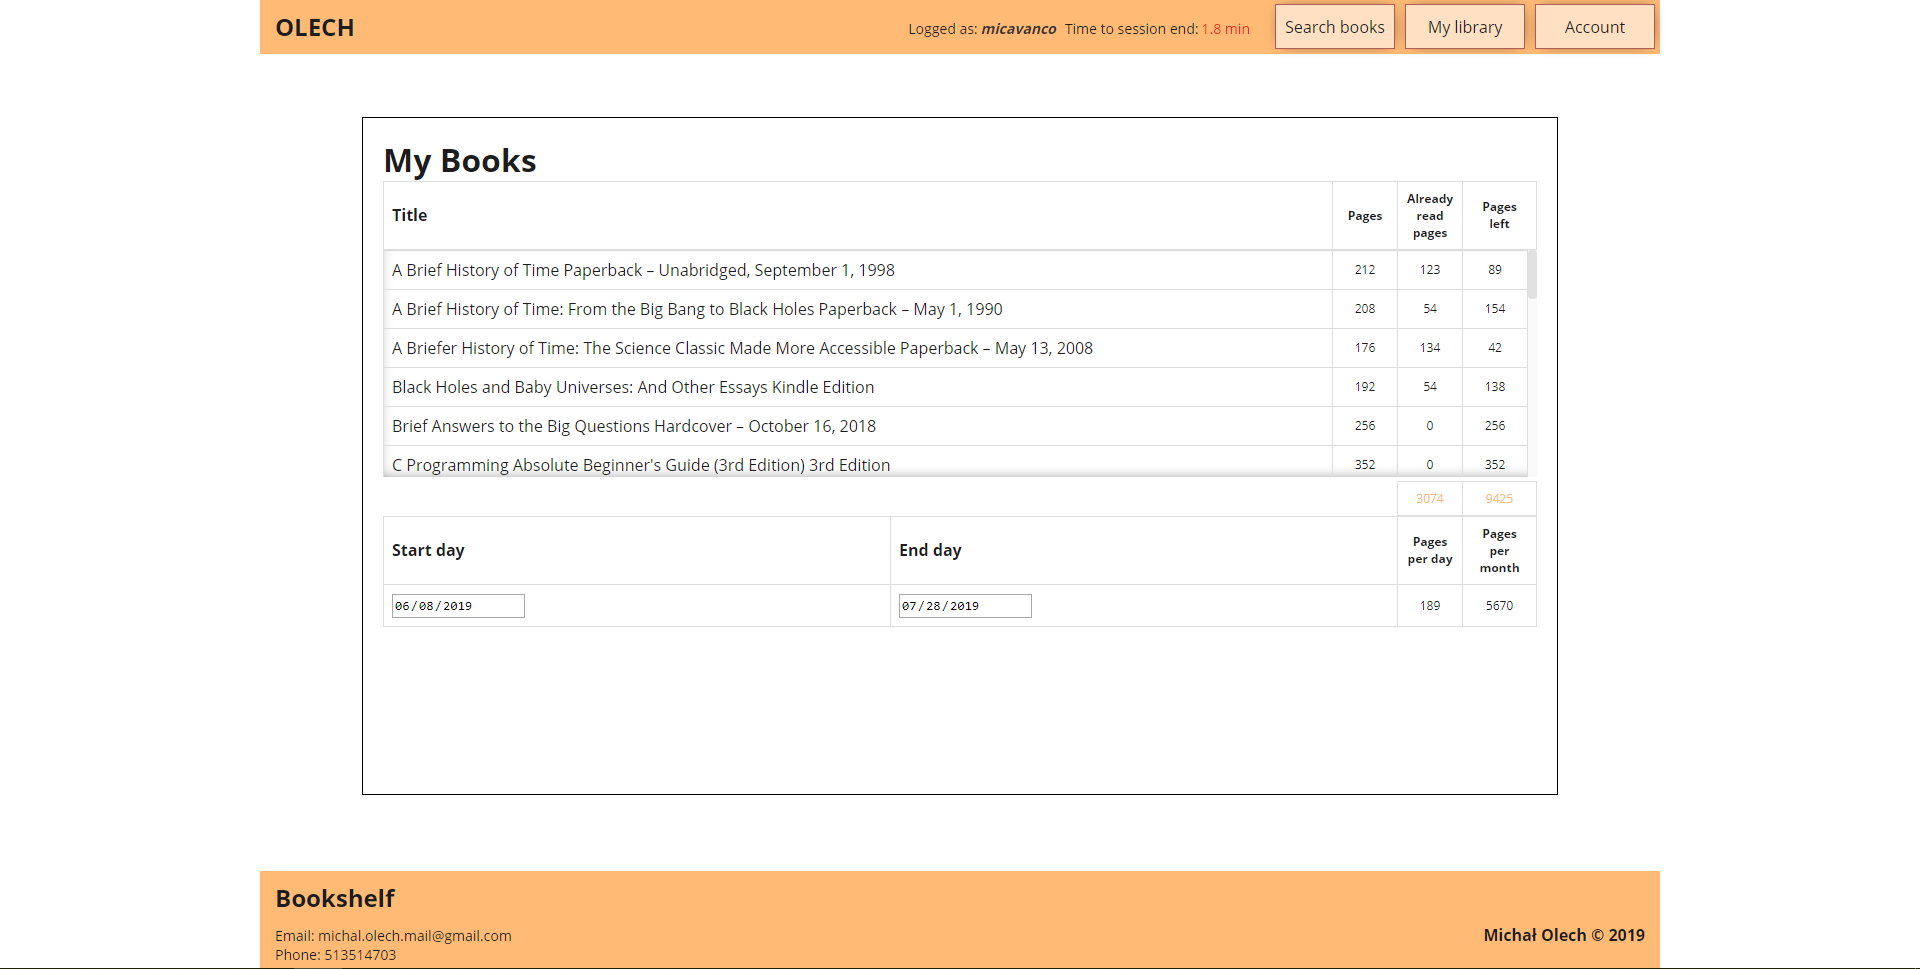 OLECH
Logged as: micavanco Time to session end: 1.8 min
Search books
My library
Account
My Books
Title
Pages
Already
read
pages
Pages
left
A Brief History of Time Paperback – Unabridged, September 1, 1998 212 123 89
A Brief History of Time: From the Big Bang to Black Holes Paperback – May 1, 1990 208 54 154
A Briefer History of Time: The Science Classic Made More Accessible Paperback – May 13, 2008 176 134 42
Black Holes and Baby Universes: And Other Essays Kindle Edition 192 54 138
Brief Answers to the Big Questions Hardcover – October 16, 2018 256 0 256
C Programming Absolute Beginner's Guide (3rd Edition) 3rd Edition 352 0 352
3074 9425
Start day
End day
Pages
per day
Pages
per
month
06/08/2019 07/28/2019 189 5670
Bookshelf
Email: michal.olech.mail@gmail.com
Phone: 513514703
Michał Olech © 2019